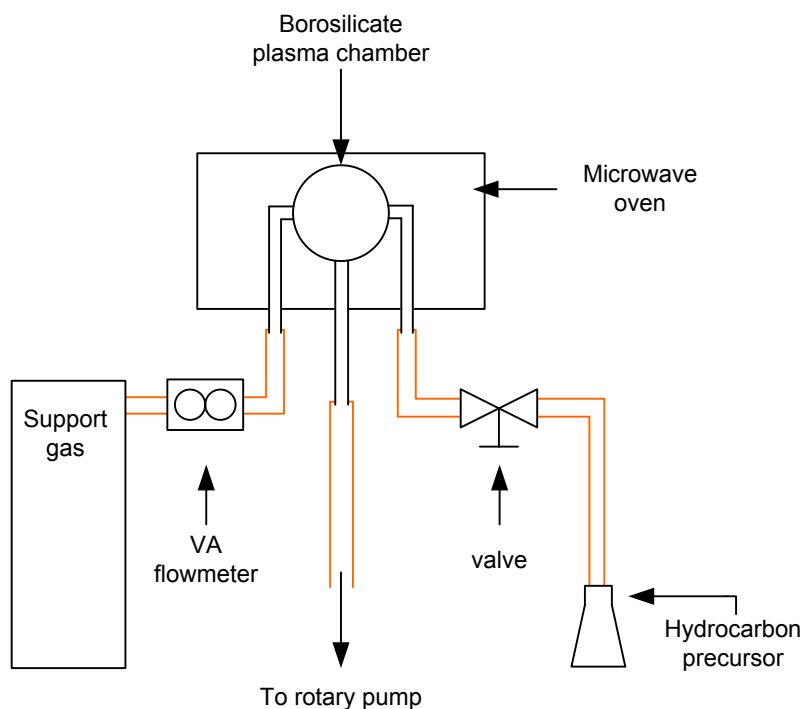 Borosilicate
plasma chamber
Microwave
oven
Support
gas
VA
flowmeter
valve
Hydrocarbon
precursor
To rotary pump